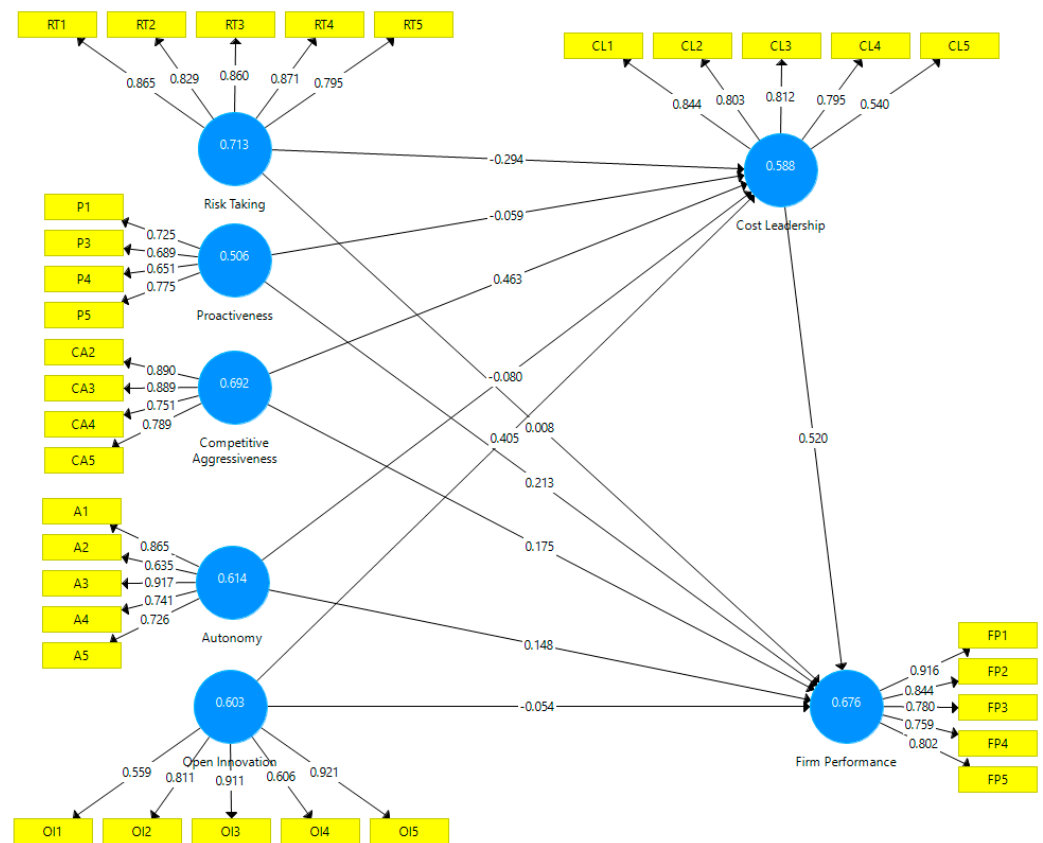 RT1 RT2 RT3 RT4 RT5
0.865 0.829 0.860 0.871 0.795
0.713
Risk Taking
CL1 CL2 CL3 CL4 CL5
0.844 0.803 0.812 0.795 0.540
0.588
Cost Leadership
-0.294
P1
P3
P4
P5
0.725
0.689
0.651
0.775
0.506
Proactiveness
-0.059
CA2
CA3
CA4
CA5
0.890
0.889
0.751
0.789
0.692
Competitive
Aggressiveness
0.463
-0.080
0.008
0.405
0.520
0.213
0.175
A1
A2
A3
A4
A5
0.865
0.635
0.917
0.741
0.726
0.614
Autonomy
0.148
0.603
Open Innovation
-0.054
0.559 0.811 0.911 0.606 0.921
OI1 OI2 OI3 OI4 OI5
0.676
Firm Performance
0.916
0.844
0.780
0.759
0.802
FP1
FP2
FP3
FP4
FP5